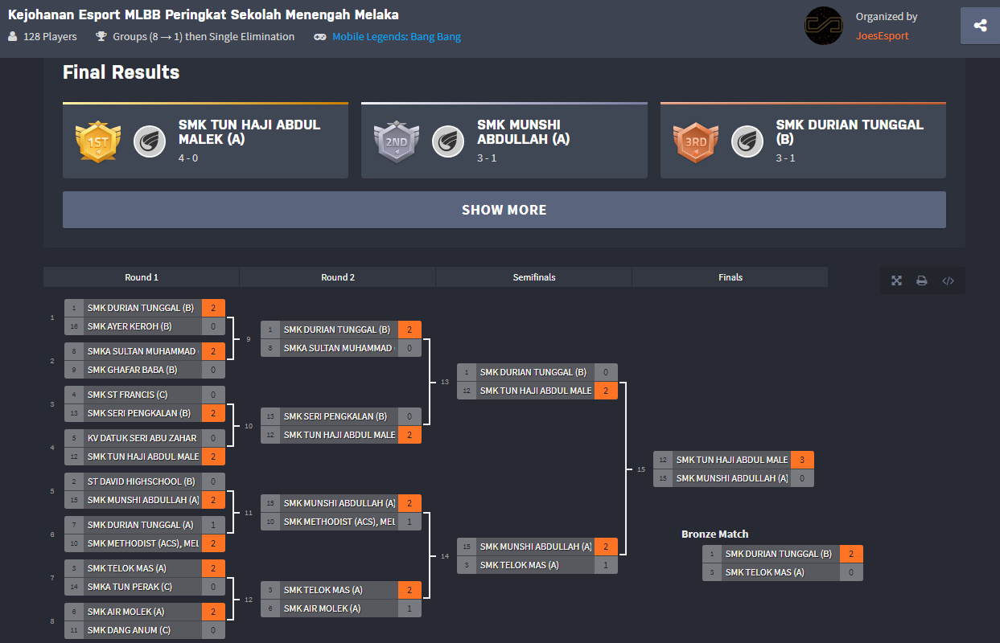 Kejohanan Esport MLBB Peringkat Sekolah Menengah Melaka
128 Players
Groups (8 → 1) then Single Elimination
Mobile Legends: Bang Bang
Organized by
JoesEsport
Final Results
1ST
SMK TUN HAJI ABDUL
MALEK (A)
4 - 0
2ND
SMK MUNSHI
ABDULLAH (A)
3 - 1
3RD
SMK DURIAN TUNGGAL
(B)
3 - 1
SHOW MORE
Round 1
Round 2
Semifinals
Finals
1
1 SMK DURIAN TUNGGAL (B) 2
16 SMK AYER KEROH (B) 0
2
8 SMKA SULTAN MUHAMMAD 2
9 SMK GHAFAR BABA (B) 0
3
4 SMK ST FRANCIS (C) 0
13 SMK SERI PENGKALAN (B) 2
4
5 KV DATUK SERI ABU ZAHAR 0
12 SMK TUN HAJI ABDUL MALE 2
5
2 ST DAVID HIGHSCHOOL (B) 0
15 SMK MUNSHI ABDULLAH (A) 2
6
7 SMK DURIAN TUNGGAL (A) 1
10 SMK METHODIST (ACS), MEL 2
7
3 SMK TELOK MAS (A) 2
14 SMKA TUN PERAK (C) 0
8
6 SMK AIR MOLEK (A) 2
11 SMK DANG ANUM (C) 0
9
1 SMK DURIAN TUNGGAL (B) 2
8 SMKA SULTAN MUHAMMAD 0
10
13 SMK SERI PENGKALAN (B) 0
12 SMK TUN HAJI ABDUL MALE 2
11
15 SMK MUNSHI ABDULLAH (A) 2
10 SMK METHODIST (ACS), MEL 1
12
3 SMK TELOK MAS (A) 2
6 SMK AIR MOLEK (A) 1
13
1 SMK DURIAN TUNGGAL (B) 0
12 SMK TUN HAJI ABDUL MALE 2
14
15 SMK MUNSHI ABDULLAH (A) 2
3 SMK TELOK MAS (A) 1
15
12 SMK TUN HAJI ABDUL MALE 3
15 SMK MUNSHI ABDULLAH (A) 0
Bronze Match
1 SMK DURIAN TUNGGAL (B) 2
3 SMK TELOK MAS (A) 0